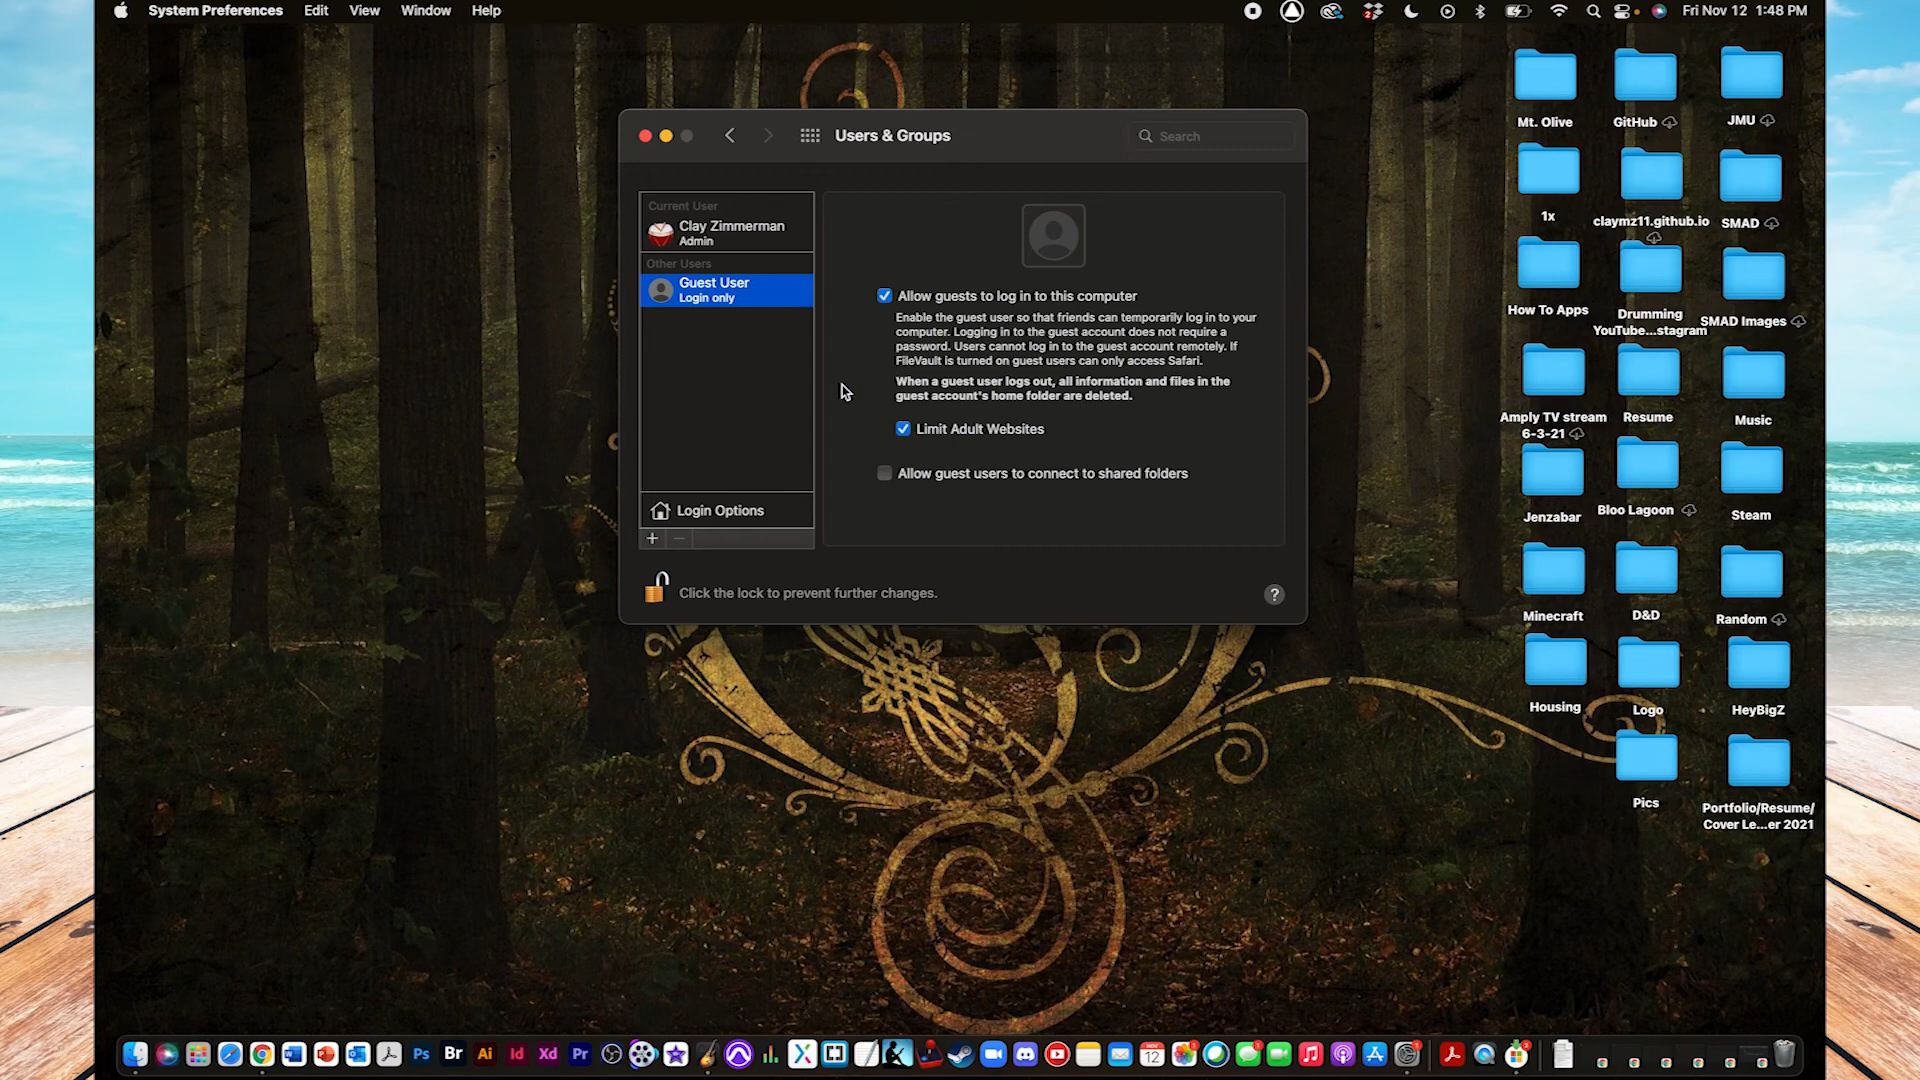 System Preferences Edit View Window Help
Fri Nov 12 1:48 PM
Users & Groups
Search
Current User
Clay Zimmerman
Admin
Other Users
Guest User
Login only
Login Options
Allow guests to log in to this computer
Enable the guest user so that friends can temporarily log in to your
computer. Logging in to the guest account does not require a
password. Users cannot log in to the guest account remotely. If
FileVault is turned on guest users can only access Safari.
When a guest user logs out, all information and files in the
guest account's home folder are deleted.
Limit Adult Websites
Allow guest users to connect to shared folders
Click the lock to prevent further changes.
?
Mt. Olive
GitHub
JMU
1x
claymz11.github.io
SMAD
How To Apps
Drumming
YouTube...stagram
SMAD Images
Amply TV stream
6-3-21
Resume
Music
Jenzabar
Bloo Lagoon
Steam
Minecraft
D&D
Random
Housing
Logo
HeyBigZ
Pics
Portfolio/Resume/
Cover Le...er 2021
Ps Br Ai Id Xd Pr
12